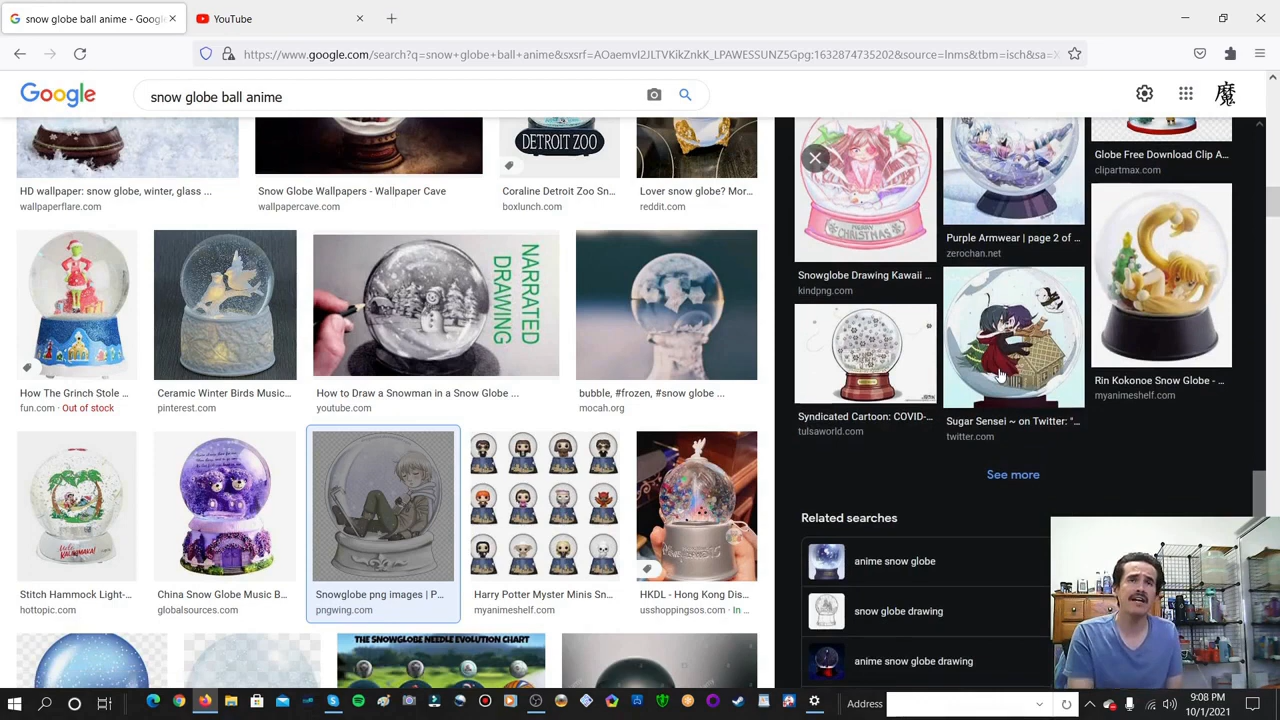 snow globe ball anime - Goog
YouTube
https://www.google.com/search?q=snow+globe+ball+anime&sxsrf=AOaemvI2JLTVKikZnkK_LPAWESSUNZ5Gpg:1632874735202&source=lnms&tbm=isch&sa=X
Google
snow globe ball anime
魔
DETROIT ZOO
HD wallpaper: snow globe, winter, glass ...
wallpaperflare.com
Snow Globe Wallpapers - Wallpaper Cave
wallpapercave.com
Coraline Detroit Zoo Sn...
boxlunch.com
Lover snow globe? Mor...
reddit.com
NARRATED
DRAWING
How The Grinch Stole ...
fun.com · Out of stock
Ceramic Winter Birds Music...
pinterest.com
How to Draw a Snowman in a Snow Globe ...
youtube.com
bubble, #frozen, #snow globe ...
mocah.org
Stitch Hammock Light-...
hottopic.com
China Snow Globe Music B...
globalsources.com
Snowglobe png images | P...
pngwing.com
Harry Potter Myster Minis Sn...
myanimeshelf.com
HKDL - Hong Kong Dis...
usshoppingsos.com · In ...
THE SNOWGLOBE NEEDLE EVOLUTION CHART
MERRY
CHRISTMAS
Snowglobe Drawing Kawaii ...
kindpng.com
Purple Armwear | page 2 of ...
zerochan.net
Globe Free Download Clip A...
clipartmax.com
Syndicated Cartoon: COVID-...
tulsaworld.com
Sugar Sensei ~ on Twitter: "...
twitter.com
Rin Kokonoe Snow Globe - ...
myanimeshelf.com
See more
Related searches
anime snow globe
snow globe drawing
anime snow globe drawing
Address
9:08 PM
10/1/2021